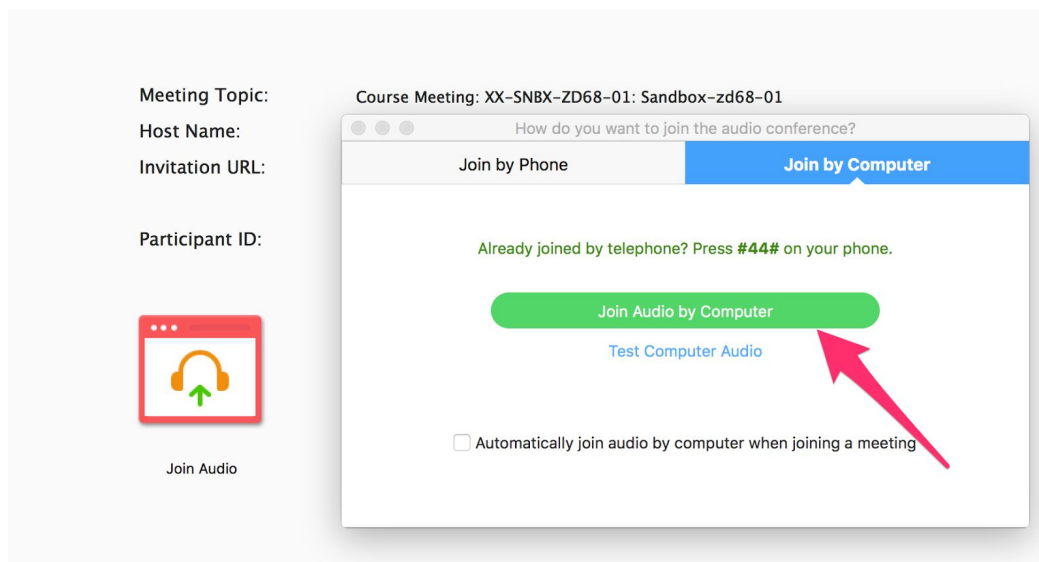 Meeting Topic:
Course Meeting: XX-SNBX-ZD68-01: Sandbox-zd68-01
Host Name:
Invitation URL:
Participant ID:
Join Audio
How do you want to join the audio conference?
Join by Phone
Join by Computer
Already joined by telephone? Press #44# on your phone.
Join Audio by Computer
Test Computer Audio
Automatically join audio by computer when joining a meeting